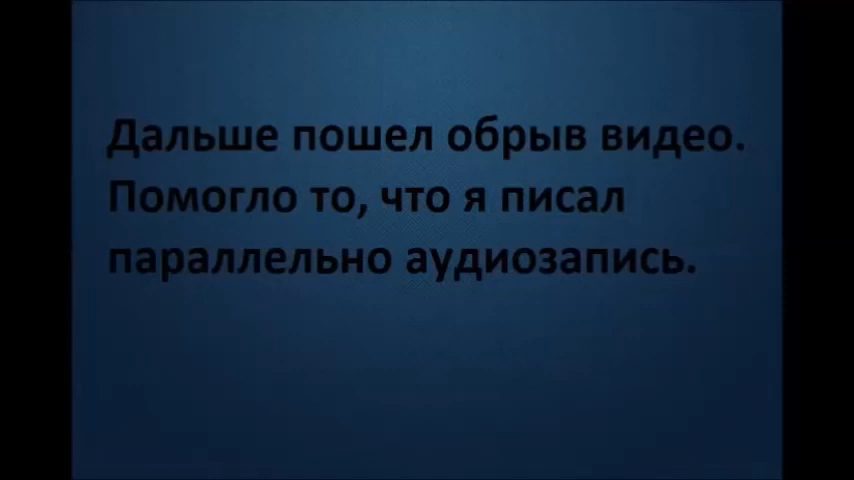 Дальше пошел обрыв видео.
Помогло то, что я писал
параллельно аудиозапись.